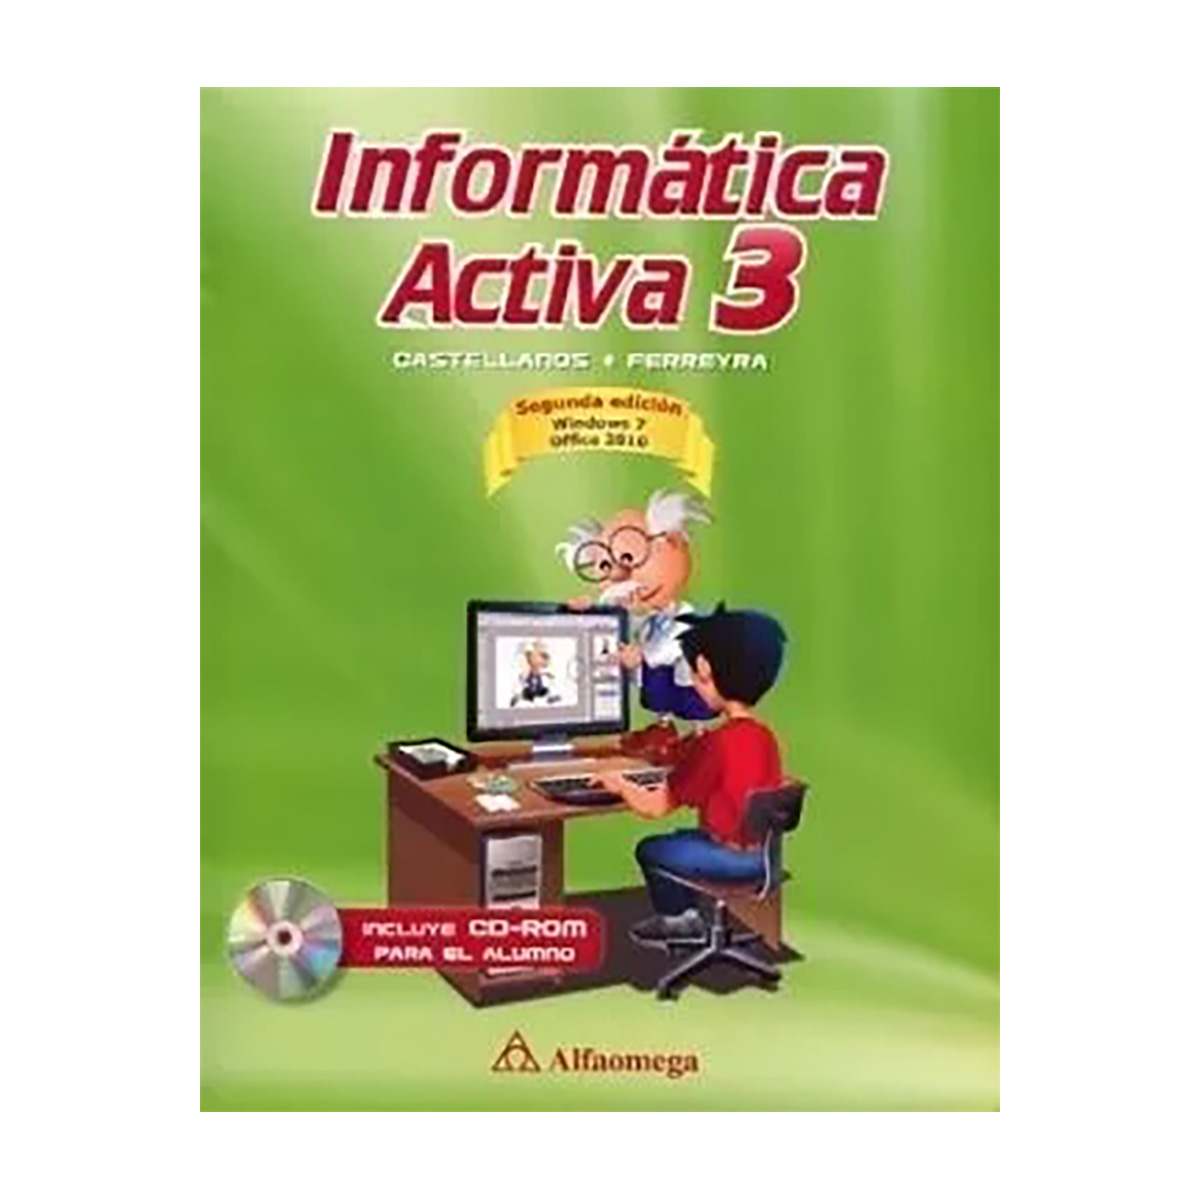 Informática
Activa 3
CASTELLANOS • FERREYRA
Segunda edición
Windows 7
Office 2010
INCLUYE CD-ROM
PARA EL ALUMNO
Alfaomega